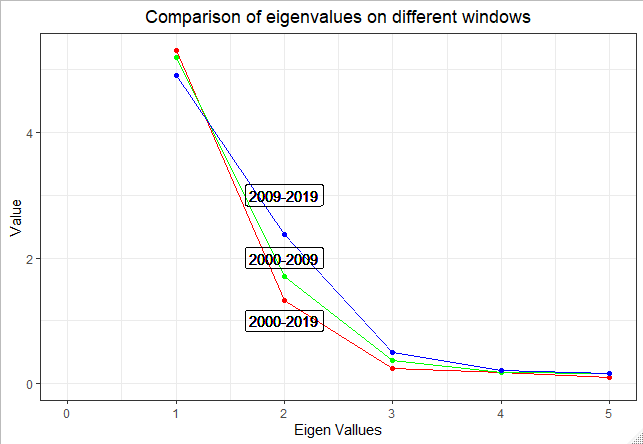 Comparison of eigenvalues on different windows
Value
4
2
0
2009-2019
2000-2009
2000-2019
0 1 2 3 4 5
Eigen Vallues